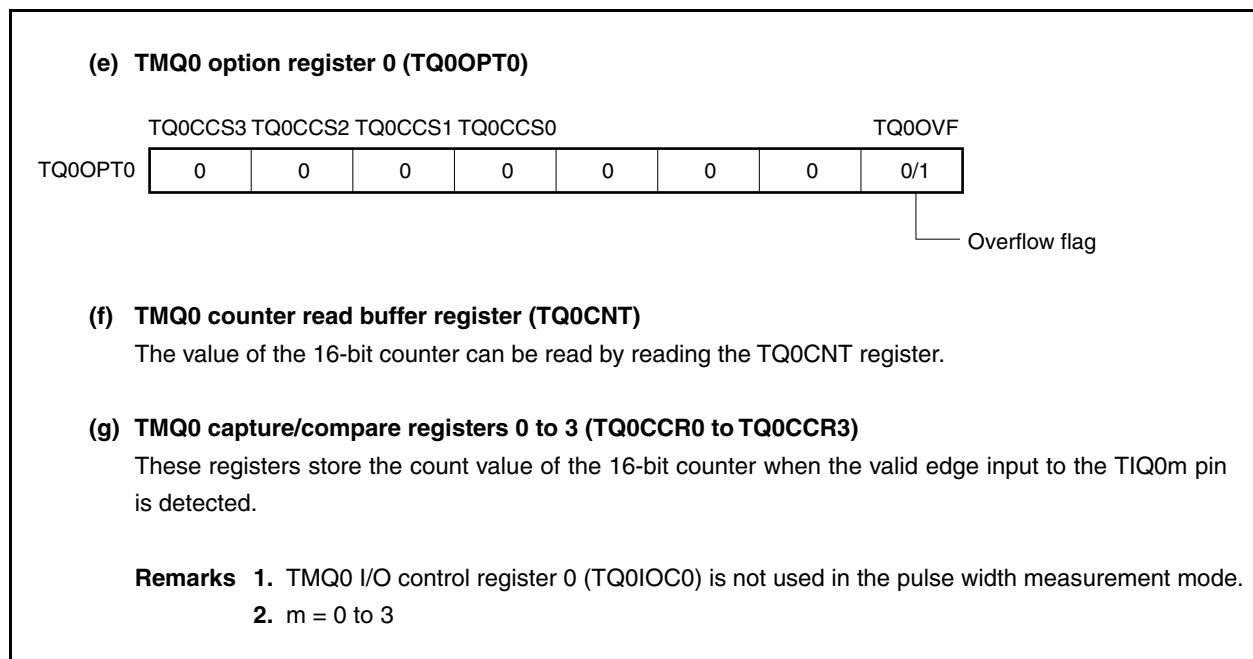 (e) TMQ0 option register 0 (TQ0OPT0)
TQ0CCS3 TQ0CCS2 TQ0CCS1 TQ0CCS0 TQ0OVF
TQ0OPT0 0 0 0 0 0 0 0 0/1
Overflow flag
(f) TMQ0 counter read buffer register (TQ0CNT)
The value of the 16-bit counter can be read by reading the TQ0CNT register.
(g) TMQ0 capture/compare registers 0 to 3 (TQ0CCR0 to TQ0CCR3)
These registers store the count value of the 16-bit counter when the valid edge input to the TIQ0m pin
is detected.
Remarks 1. TMQ0 I/O control register 0 (TQ0IOC0) is not used in the pulse width measurement mode.
2. m = 0 to 3